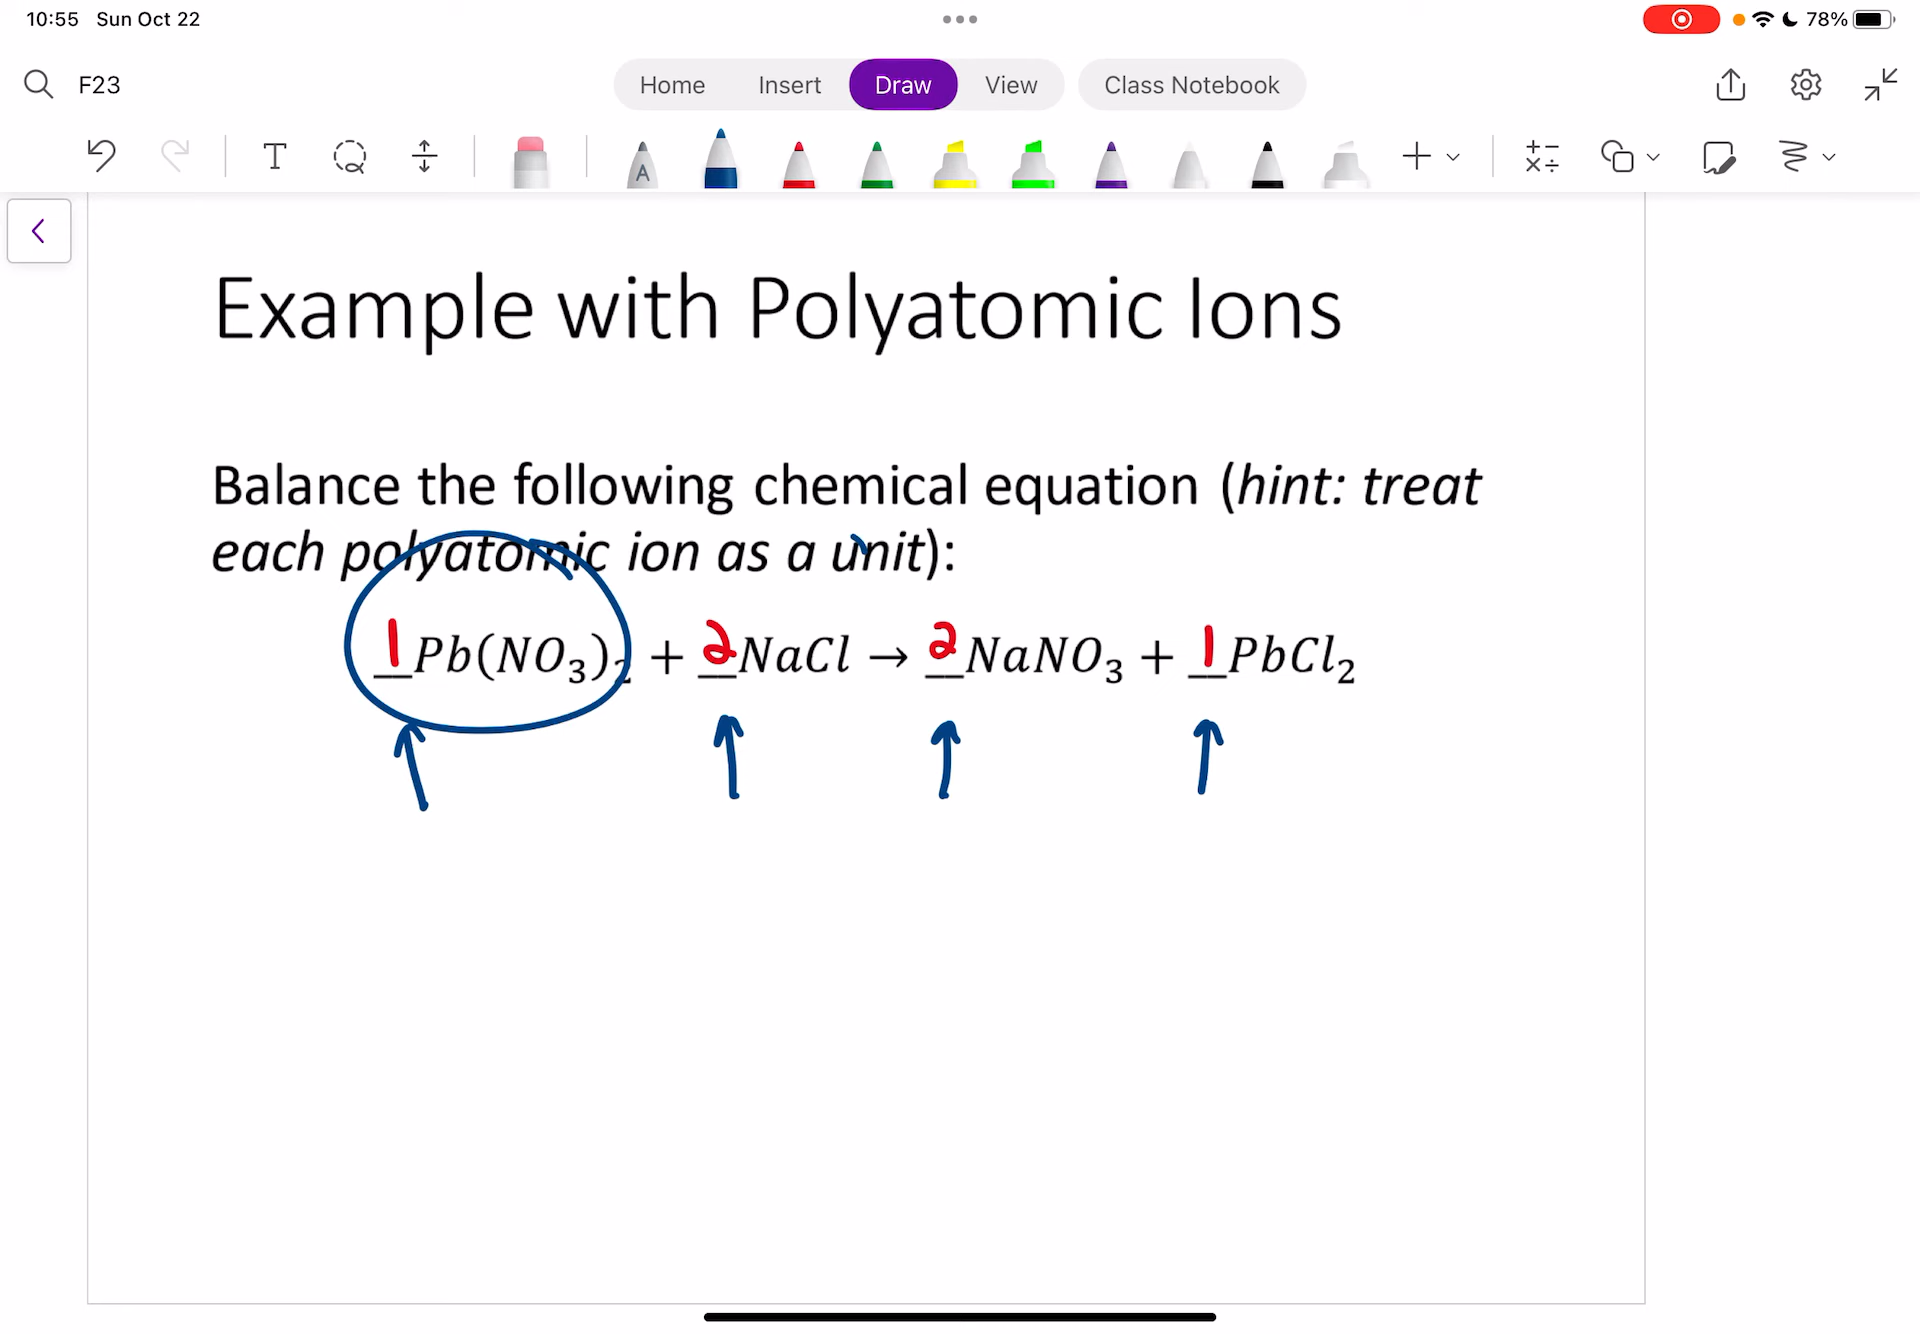 10:55 Sun Oct 22
78%
F23
Home Insert Draw View Class Notebook
T
A
Example with Polyatomic Ions
Balance the following chemical equation (hint: treat
each polyatomic ion as a unit):
1 Pb(NO₃)₂ + 2 NaCl → 2 NaNO₃ + 1 PbCl₂